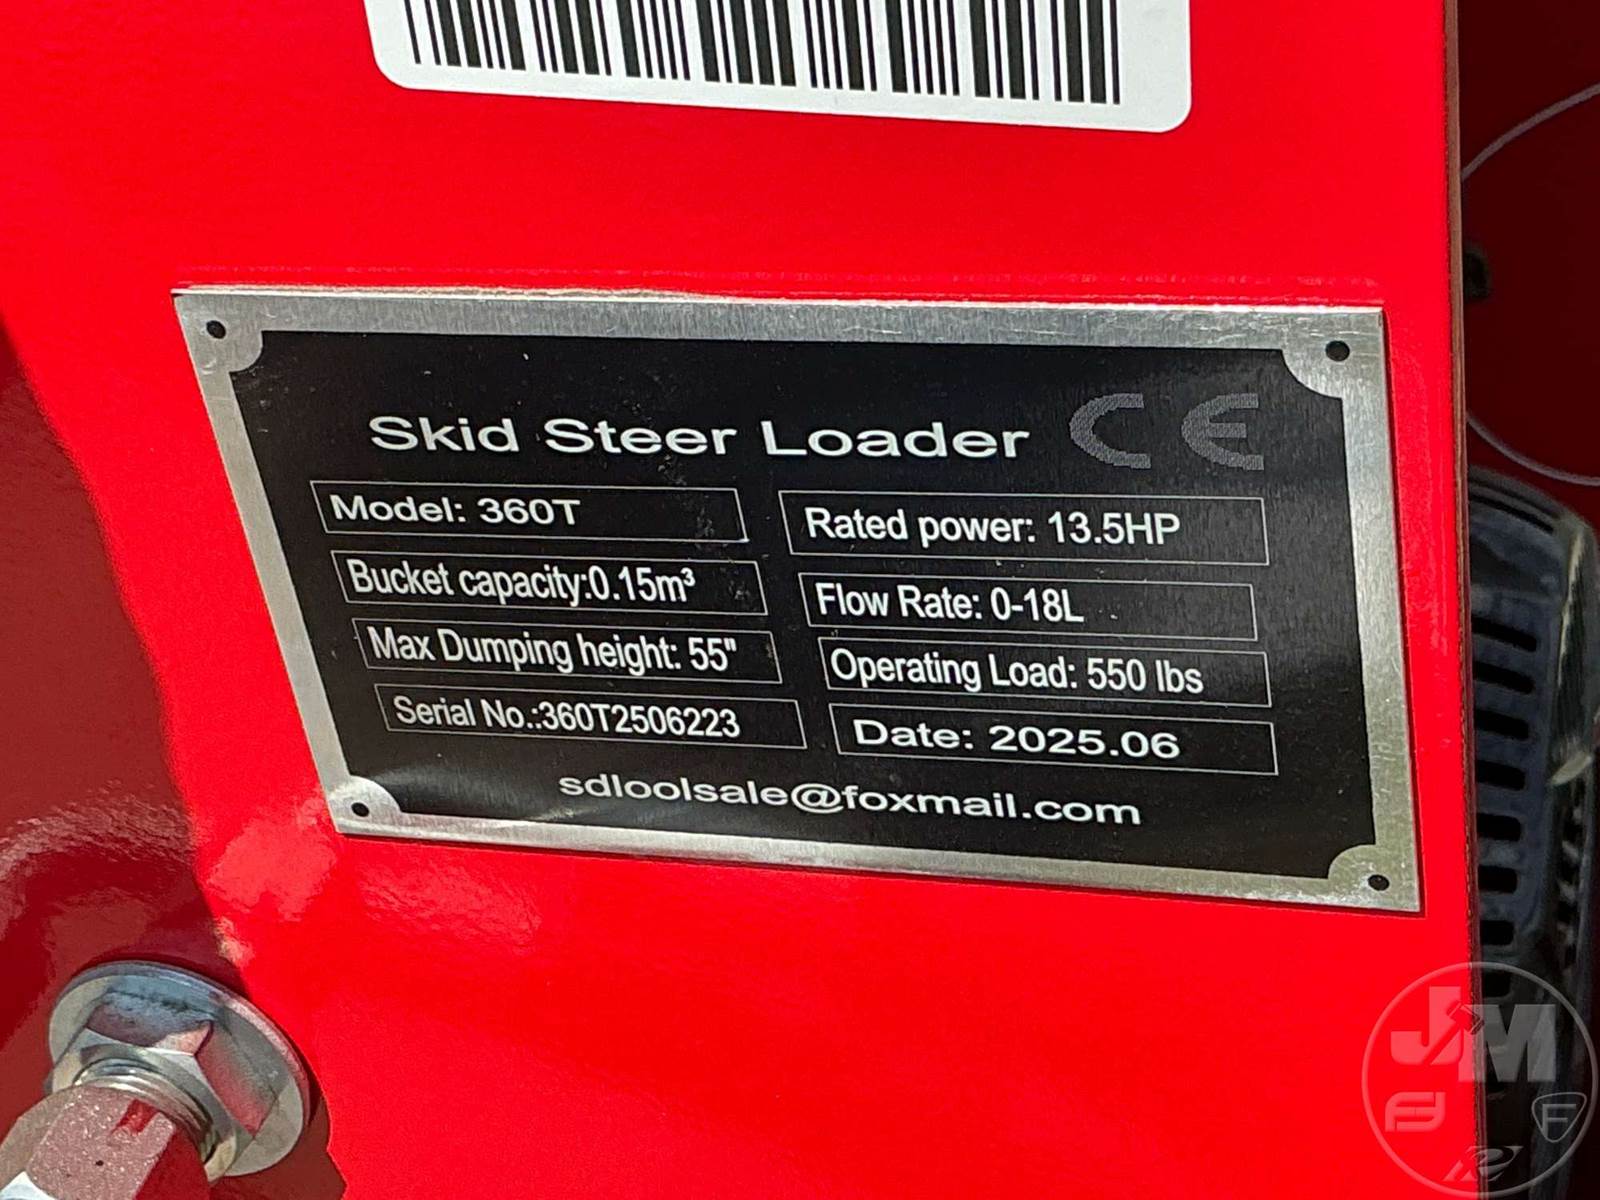 Skid Steer Loader CE
Model: 360T
Rated power: 13.5HP
Bucket capacity:0.15m³
Flow Rate: 0-18L
Max Dumping height: 55"
Operating Load: 550 lbs
Serial No.:360T2506223
Date: 2025.06
sdloolsale@foxmail.com
JM